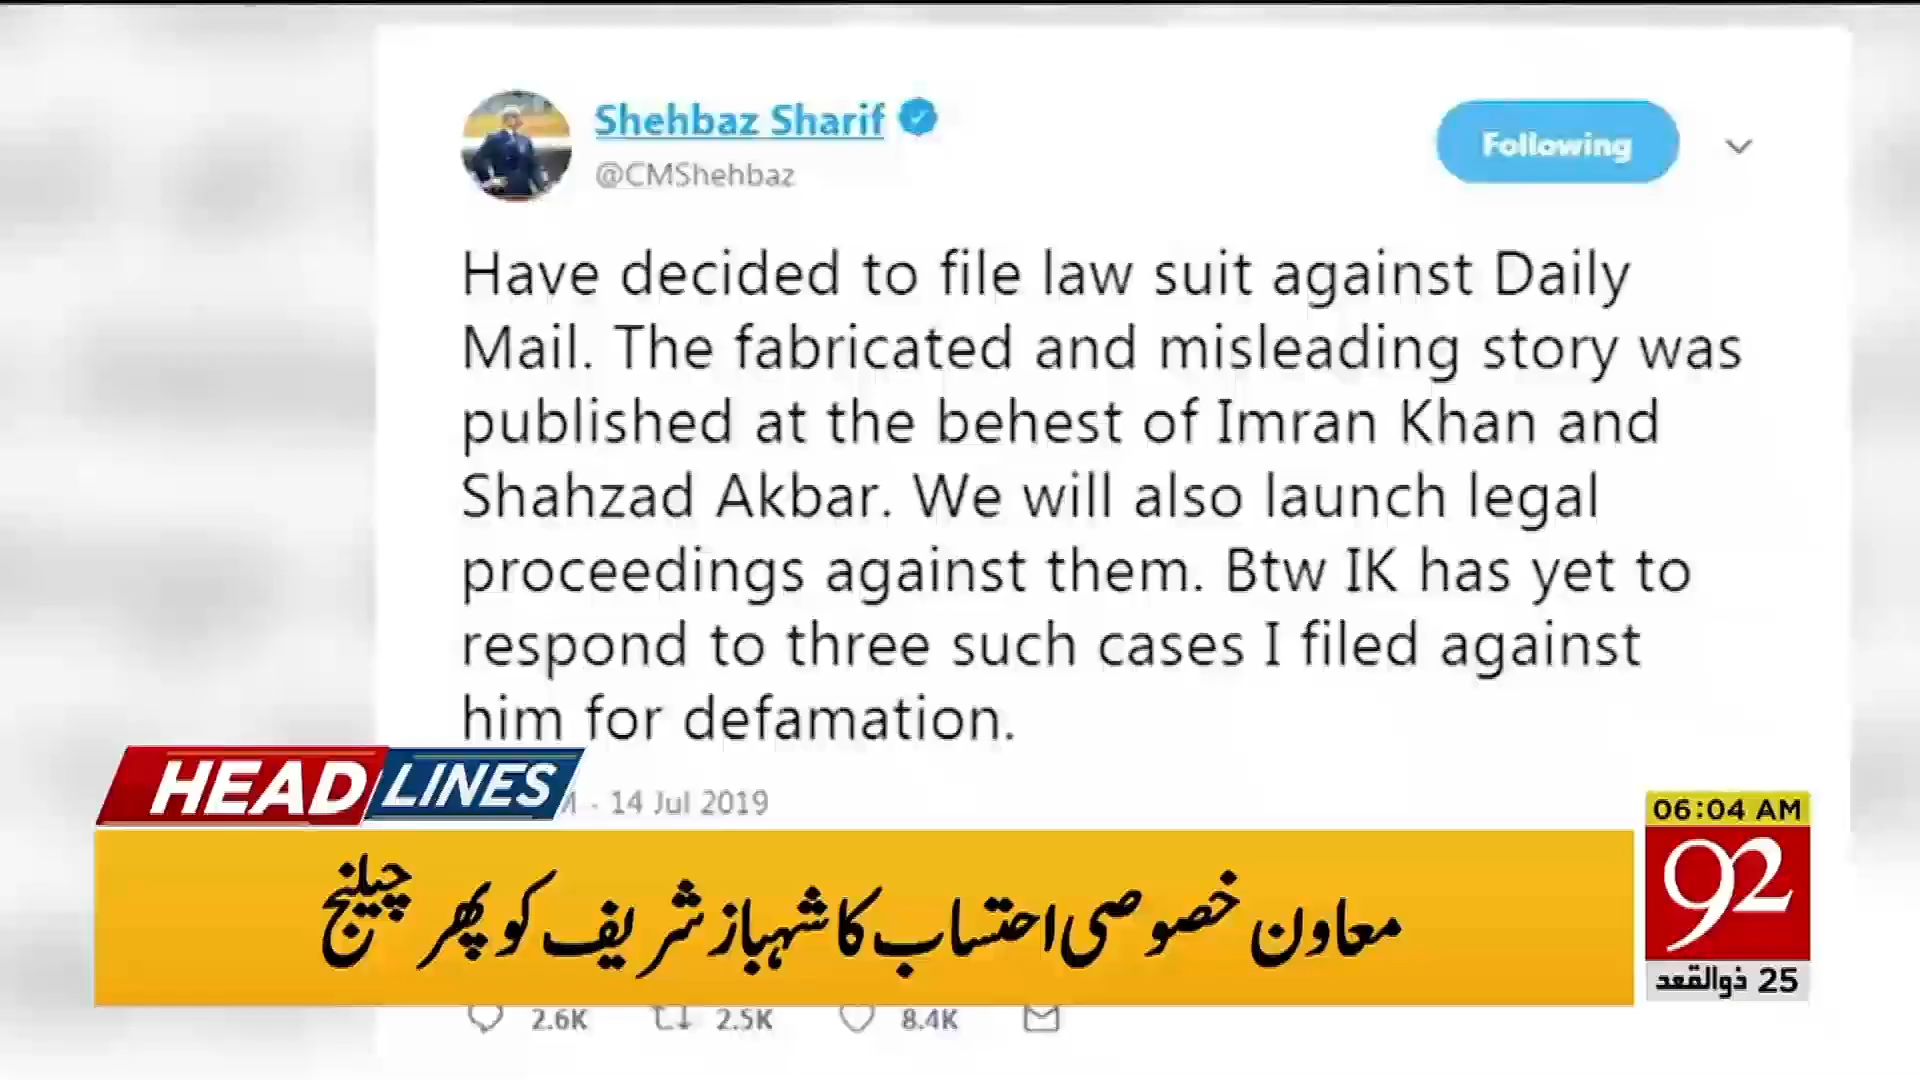 Shehbaz Sharif
@CMShehbaz
Following
Have decided to file law suit against Daily
Mail. The fabricated and misleading story was
published at the behest of Imran Khan and
Shahzad Akbar. We will also launch legal
proceedings against them. Btw IK has yet to
respond to three such cases I filed against
him for defamation.
- 14 Jul 2019
HEADLINES
معاون خصوصی احتساب کا شہباز شریف کو پھر چیلنج
06:04 AM
92
25 ذوالقعد
2.6K 2.5K 8.4K